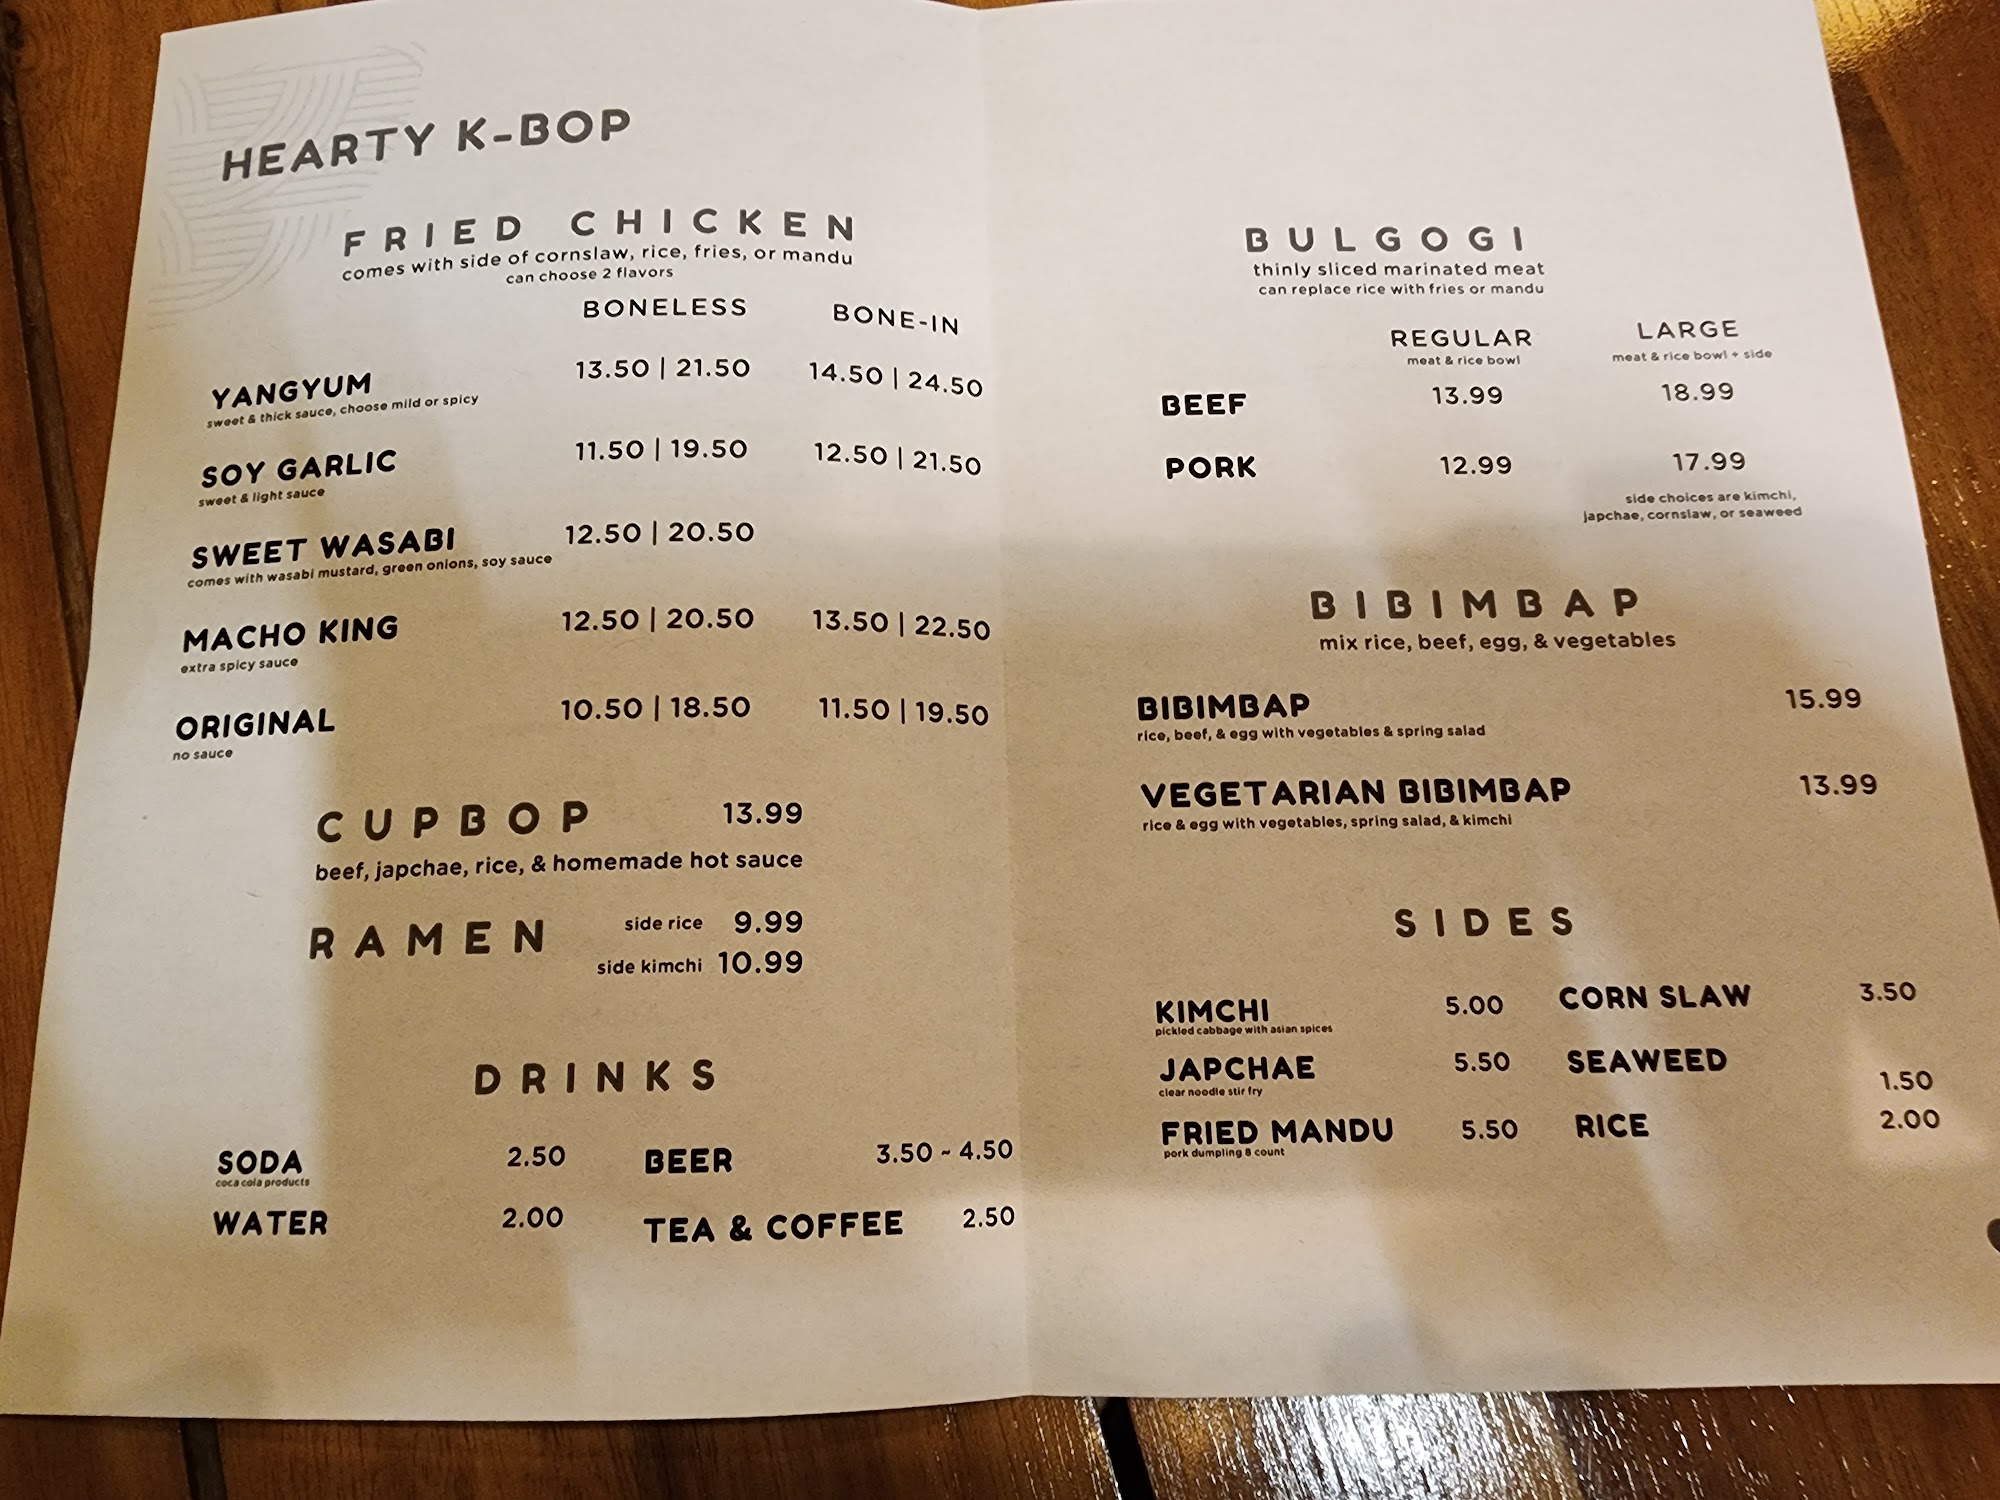 HEARTY K-BOP
FRIED CHICKEN
comes with side of cornslaw, rice, fries, or mandu
can choose 2 flavors
BONELESS BONE-IN
YANGYUM 13.50 | 21.50 14.50 | 24.50
sweet & thick sauce, choose mild or spicy
SOY GARLIC 11.50 | 19.50 12.50 | 21.50
sweet & light sauce
SWEET WASABI 12.50 | 20.50
comes with wasabi mustard, green onions, soy sauce
MACHO KING 12.50 | 20.50 13.50 | 22.50
extra spicy sauce
ORIGINAL 10.50 | 18.50 11.50 | 19.50
no sauce
CUPBOP 13.99
beef, japchae, rice, & homemade hot sauce
RAMEN side rice 9.99
side kimchi 10.99
DRINKS
SODA 2.50 BEER 3.50 ~ 4.50
coca cola products
WATER 2.00 TEA & COFFEE 2.50
BULGOGI
thinly sliced marinated meat
can replace rice with fries or mandu
REGULAR LARGE
meat & rice bowl meat & rice bowl + side
BEEF 13.99 18.99
PORK 12.99 17.99
side choices are kimchi,
japchae, cornslaw, or seaweed
BIBIMBAP
mix rice, beef, egg, & vegetables
BIBIMBAP 15.99
rice, beef, & egg with vegetables & spring salad
VEGETARIAN BIBIMBAP 13.99
rice & egg with vegetables, spring salad, & kimchi
SIDES
KIMCHI 5.00 CORN SLAW 3.50
pickled cabbage with asian spices
JAPCHAE 5.50 SEAWEED 1.50
clear noodle stir fry
FRIED MANDU 5.50 RICE 2.00
pork dumpling 8 count